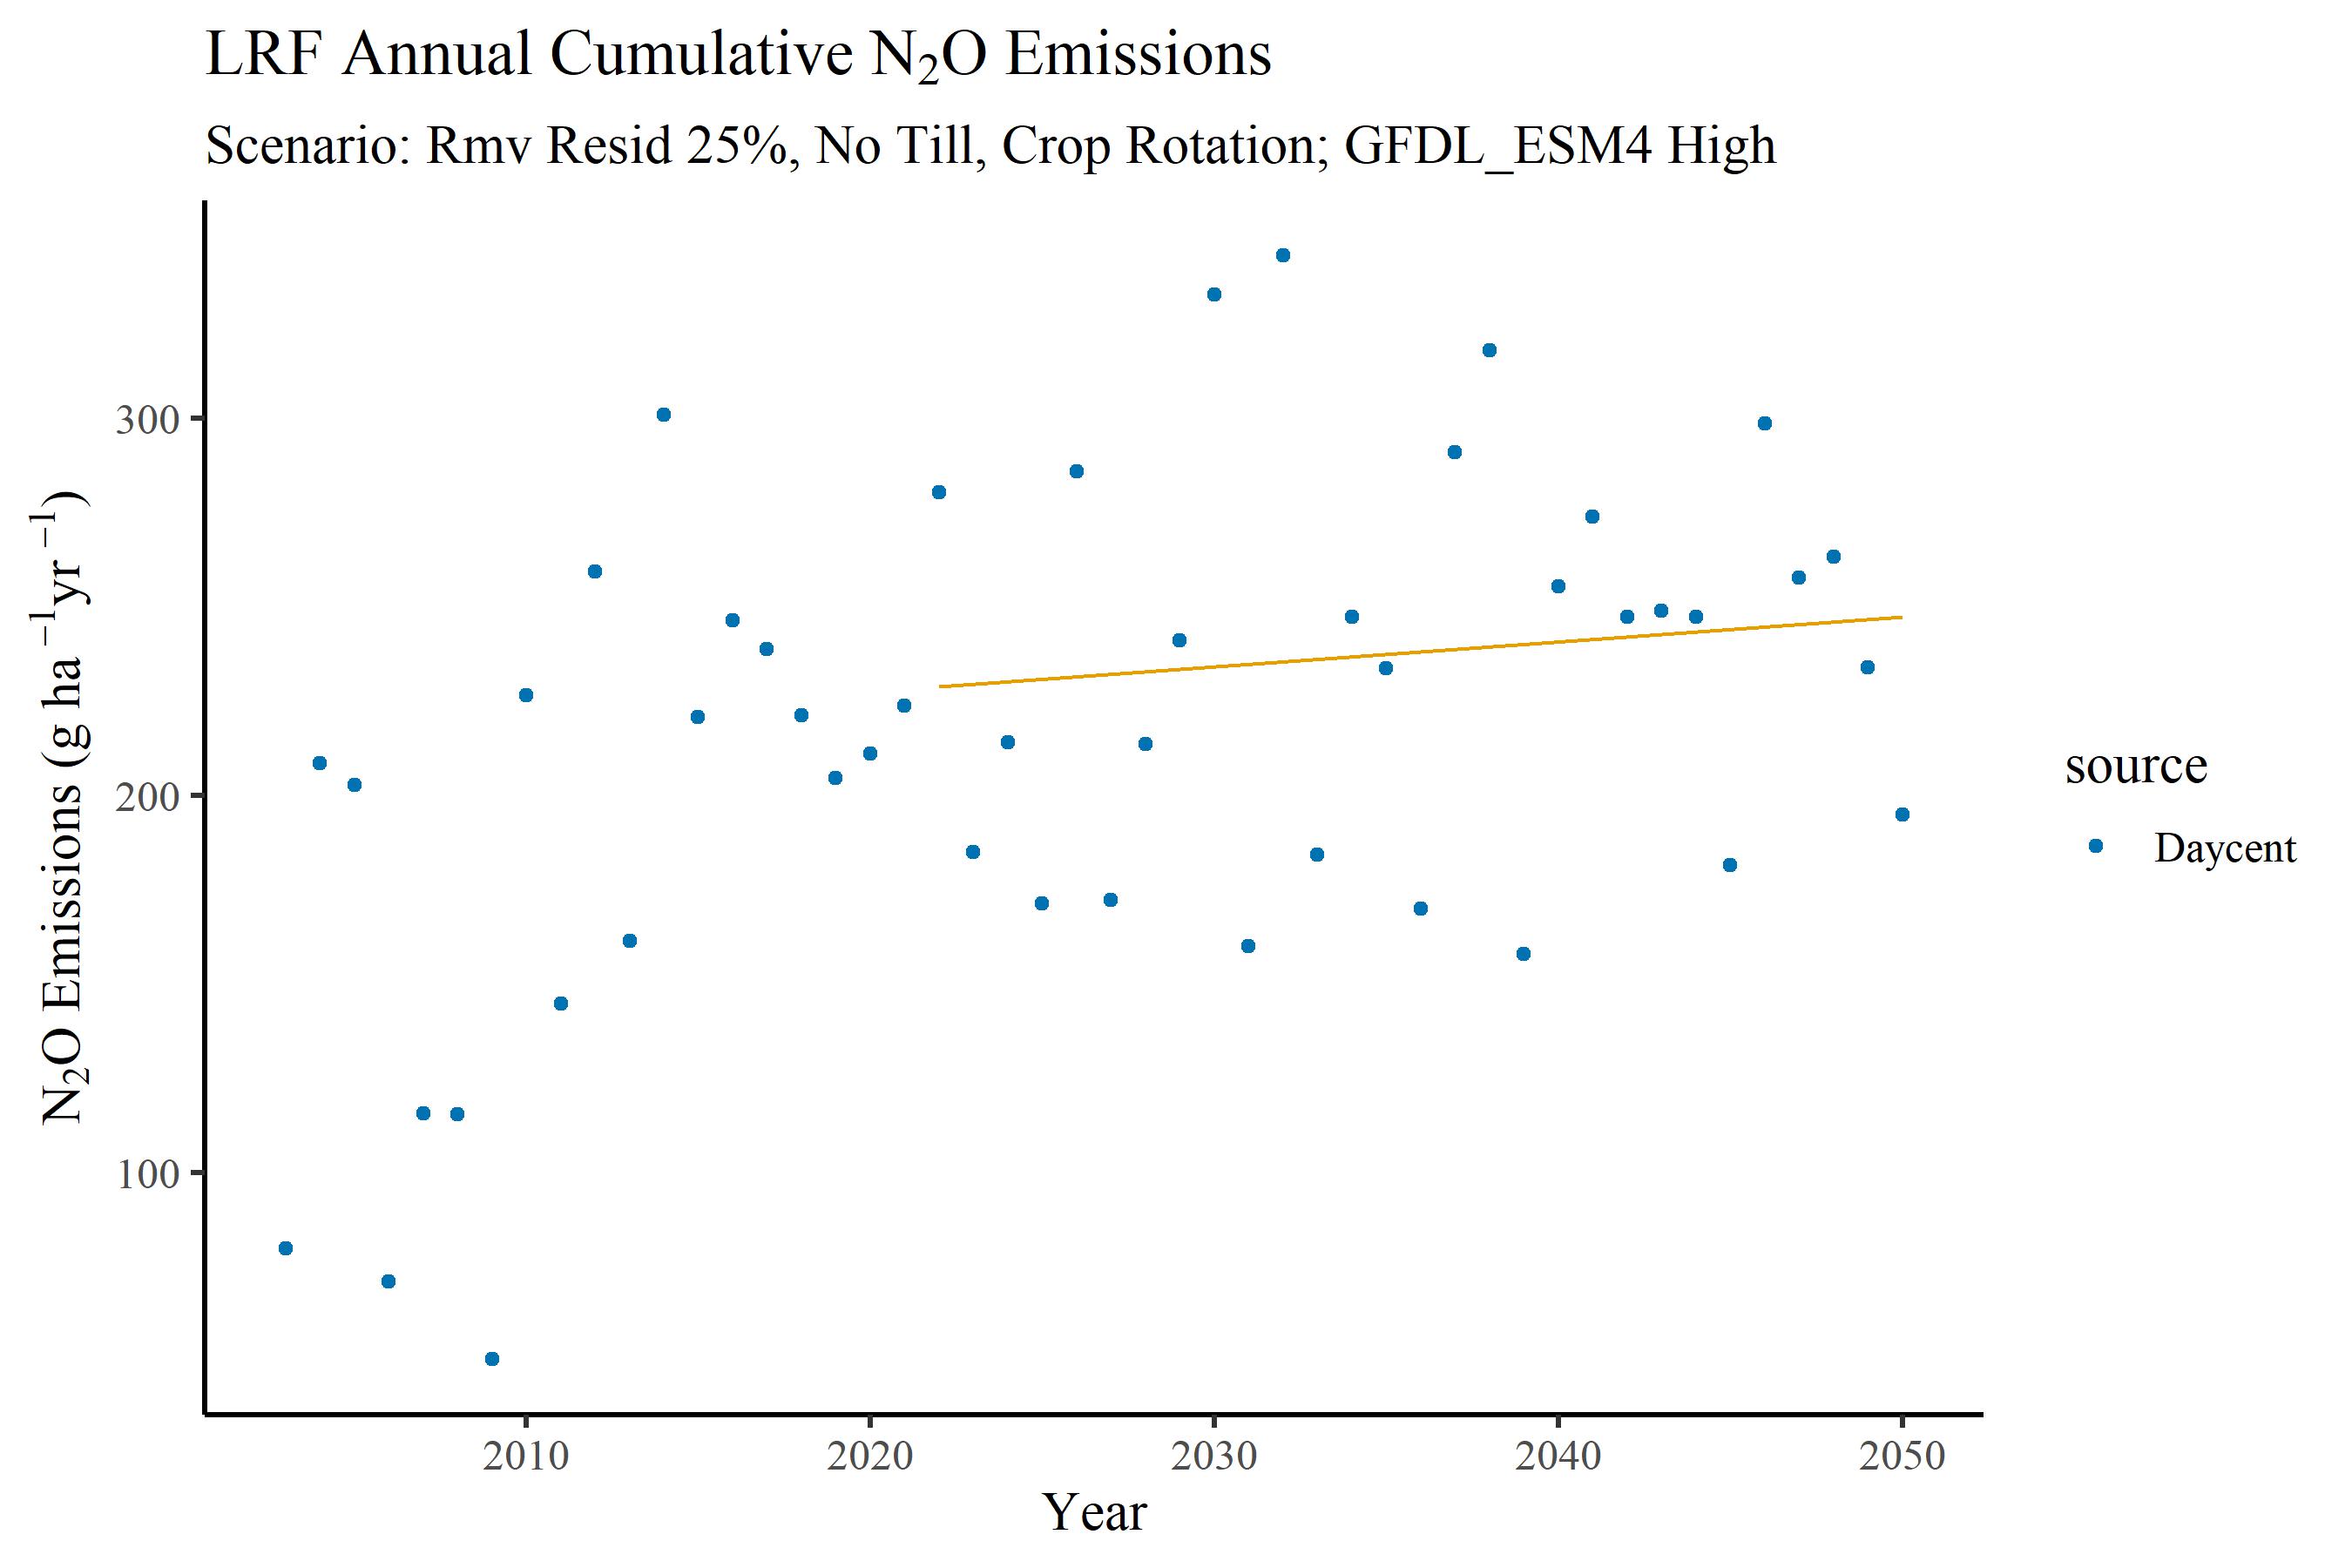 LRF Annual Cumulative N₂O Emissions
Scenario: Rmv Resid 25%, No Till, Crop Rotation; GFDL_ESM4 High
N₂O Emissions (g ha ⁻¹yr ⁻¹)
300
200
100
2010 2020 2030 2040 2050
Year
source
Daycent